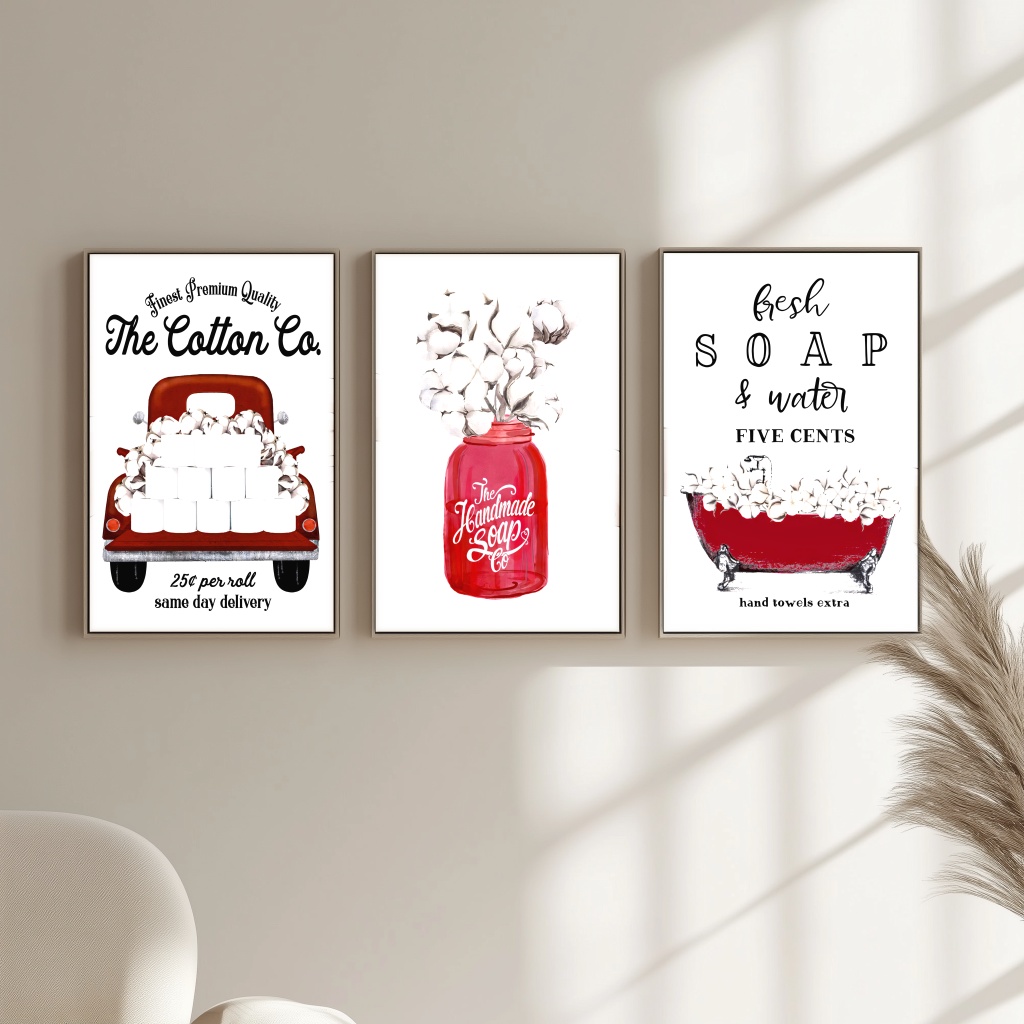 Finest Premium Quality
The Cotton Co.
25¢ per roll
same day delivery
The
Handmade
Soap
Co
fresh
SOAP
& water
FIVE CENTS
hand towels extra